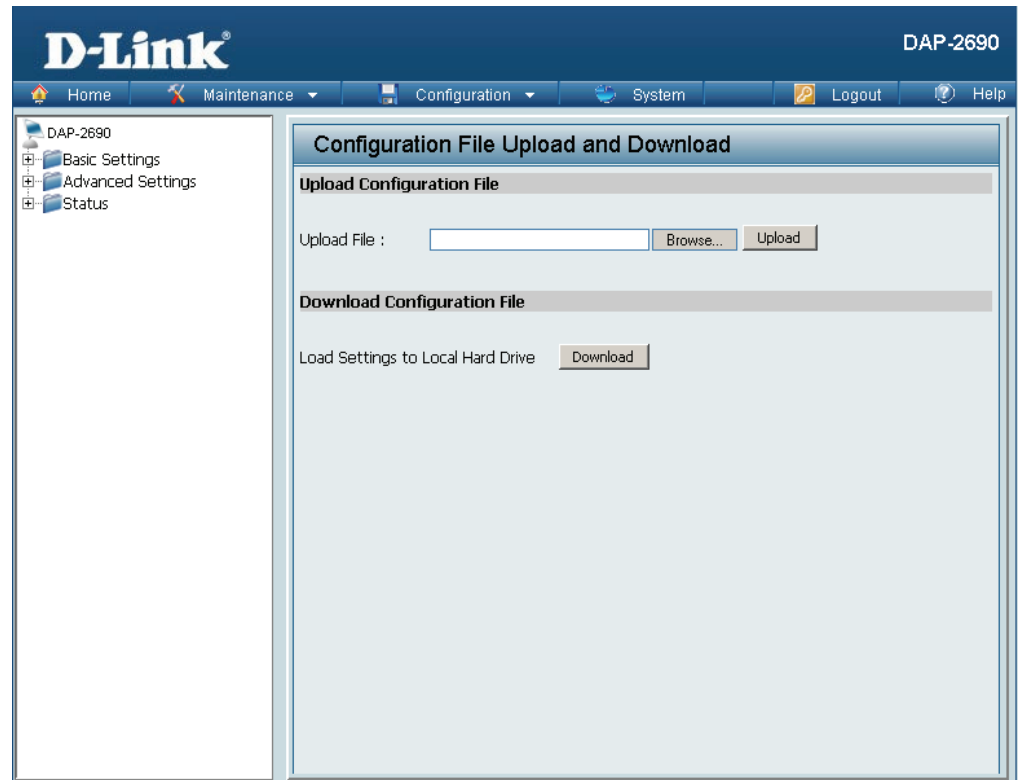 D-Link®
DAP-2690
Home Maintenance Configuration System Logout Help
DAP-2690
Basic Settings
Advanced Settings
Status
Configuration File Upload and Download
Upload Configuration File
Upload File : Browse... Upload
Download Configuration File
Load Settings to Local Hard Drive Download